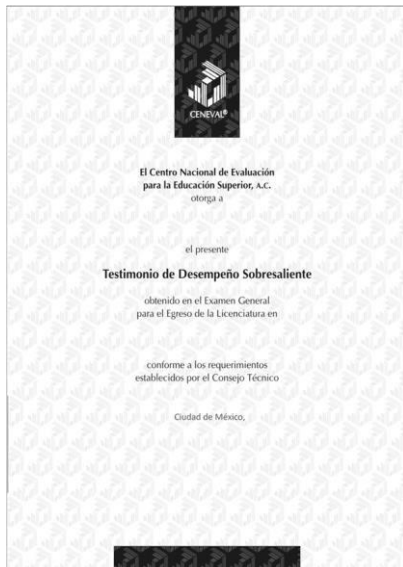 CENEVAL®
El Centro Nacional de Evaluación
para la Educación Superior, A.C.
otorga a
el presente
Testimonio de Desempeño Sobresaliente
obtenido en el Examen General
para el Egreso de la Licenciatura en
conforme a los requerimientos
establecidos por el Consejo Técnico
Ciudad de México,